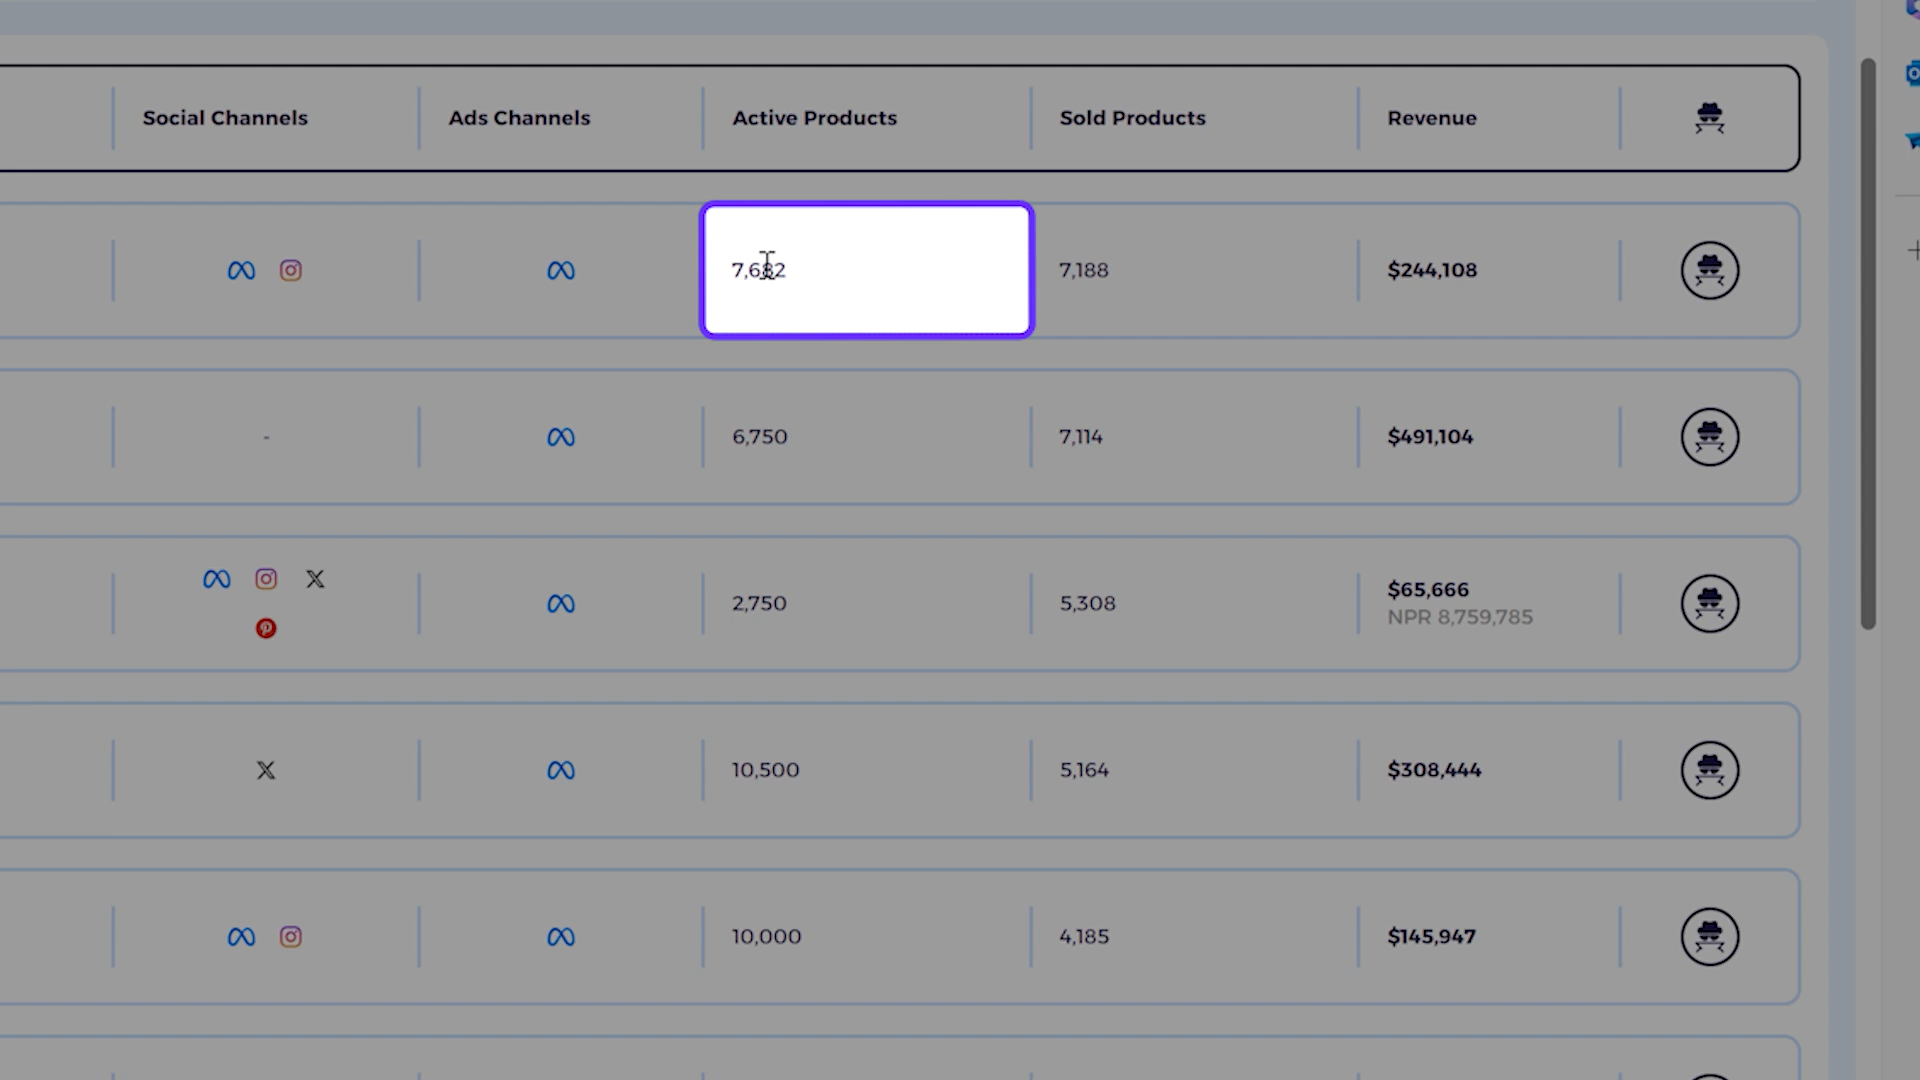 Social Channels Ads Channels Active Products Sold Products Revenue
7,188 $244,108
- 6,750 7,114 $491,104
2,750 5,308 $65,666
NPR 8,759,785
10,500 5,164 $308,444
10,000 4,185 $145,947